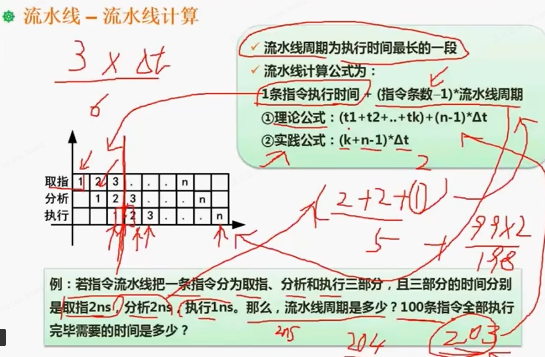 流水线 – 流水线计算
3 × Δt
6
✓ 流水线周期为执行时间最长的一段
✓ 流水线计算公式为：
1条指令执行时间 + (指令条数-1)*流水线周期
①理论公式：(t1+t2+..+tk)+(n-1)*Δt
②实践公式：(k+n-1)*Δt
2
取指 1 2 3 . . . n
分析 1 2 3 . . . n
执行 1 2 3 . . . n
(2+2+1)
5 + 99×2
198
例：若指令流水线把一条指令分为取指、分析和执行三部分，且三部分的时间分别
是取指2ns，分析2ns，执行1ns。那么，流水线周期是多少？100条指令全部执行
完毕需要的时间是多少？
2ns
204
203